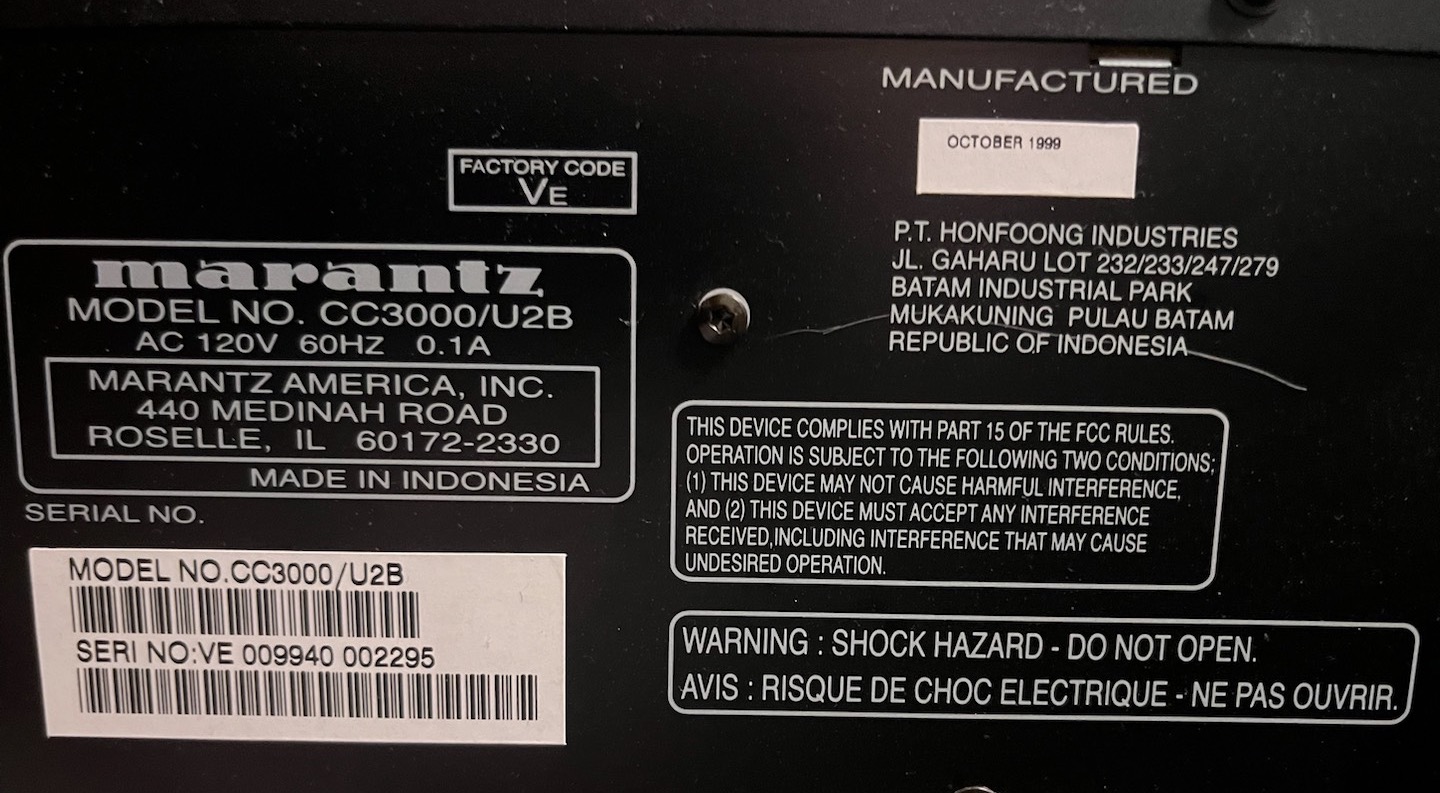 MANUFACTURED
OCTOBER 1999
FACTORY CODE
VE
P.T. HONFOONG INDUSTRIES
JL. GAHARU LOT 232/233/247/279
BATAM INDUSTRIAL PARK
MUKAKUNING PULAU BATAM
REPUBLIC OF INDONESIA
marantz
MODEL NO. CC3000/U2B
AC 120V 60HZ 0.1A
MARANTZ AMERICA, INC.
440 MEDINAH ROAD
ROSELLE, IL 60172-2330
MADE IN INDONESIA
SERIAL NO.
MODEL NO.CC3000/U2B
SERI NO:VE 009940 002295
THIS DEVICE COMPLIES WITH PART 15 OF THE FCC RULES.
OPERATION IS SUBJECT TO THE FOLLOWING TWO CONDITIONS;
(1) THIS DEVICE MAY NOT CAUSE HARMFUL INTERFERENCE,
AND (2) THIS DEVICE MUST ACCEPT ANY INTERFERENCE
RECEIVED,INCLUDING INTERFERENCE THAT MAY CAUSE
UNDESIRED OPERATION.
WARNING : SHOCK HAZARD - DO NOT OPEN.
AVIS : RISQUE DE CHOC ELECTRIQUE - NE PAS OUVRIR.